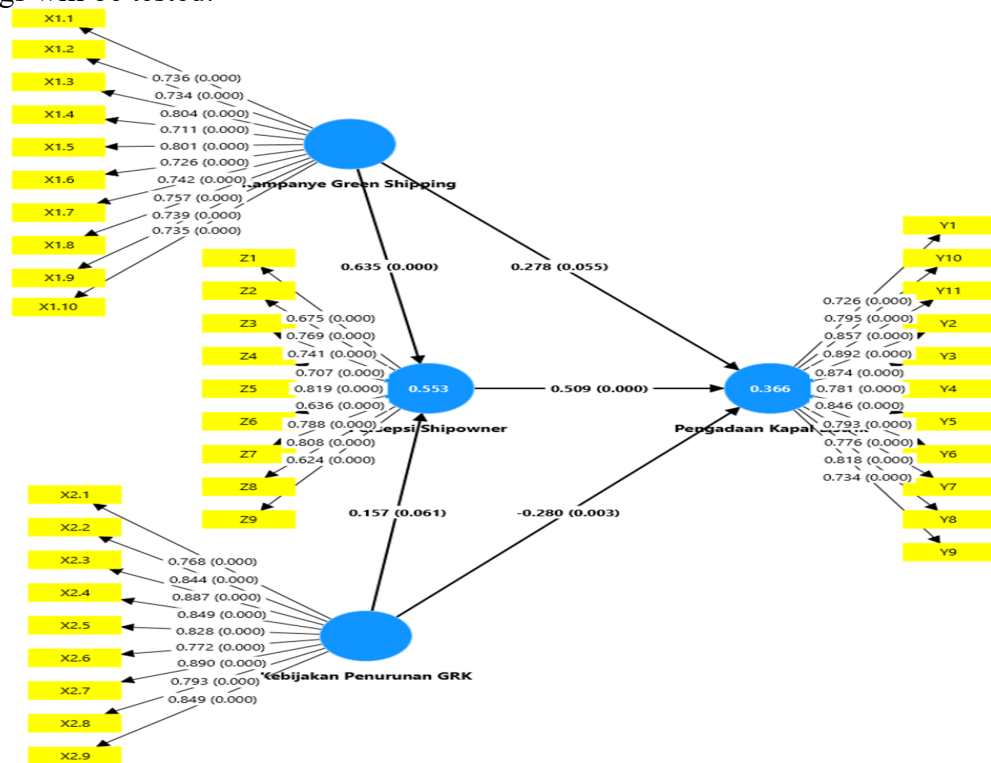 gs will be tested.
X1.1
X1.2
X1.3
X1.4
X1.5
X1.6
X1.7
X1.8
X1.9
X1.10
0.736 (0.000)
0.734 (0.000)
0.804 (0.000)
0.711 (0.000)
0.801 (0.000)
0.726 (0.000)
0.742 (0.000)
0.757 (0.000)
0.739 (0.000)
0.735 (0.000)
ampanye Green Shipping
0.635 (0.000)
0.278 (0.055)
Z1
Z2
Z3
Z4
Z5
Z6
Z7
Z8
Z9
0.675 (0.000)
0.769 (0.000)
0.741 (0.000)
0.707 (0.000)
0.819 (0.000)
0.636 (0.000)
0.788 (0.000)
0.808 (0.000)
0.624 (0.000)
0.553
sepsi Shipowner
0.509 (0.000)
0.366
Pengadaan Kapal
Y1
Y10
Y11
Y2
Y3
Y4
Y5
Y6
Y7
Y8
Y9
0.726 (0.000)
0.795 (0.000)
0.857 (0.000)
0.892 (0.000)
0.874 (0.000)
0.781 (0.000)
0.846 (0.000)
0.793 (0.000)
0.776 (0.000)
0.818 (0.000)
0.734 (0.000)
0.157 (0.061)
-0.280 (0.003)
X2.1
X2.2
X2.3
X2.4
X2.5
X2.6
X2.7
X2.8
X2.9
0.768 (0.000)
0.844 (0.000)
0.887 (0.000)
0.849 (0.000)
0.828 (0.000)
0.772 (0.000)
0.890 (0.000)
0.793 (0.000)
0.849 (0.000)
Kebijakan Penurunan GRK